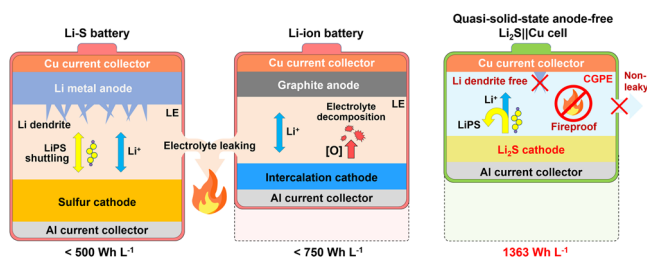 Li-S battery
Cu current collector
Li metal anode
LE
Li dendrite
LiPS
shuttling
Li⁺
Sulfur cathode
Al current collector
< 500 Wh L⁻¹
Electrolyte leaking
Li-ion battery
Cu current collector
Graphite anode
LE
Electrolyte
decomposition
Li⁺
[O]
Intercalation cathode
Al current collector
< 750 Wh L⁻¹
Quasi-solid-state anode-free
Li₂S||Cu cell
Cu current collector
Li dendrite free
CGPE
Non-
leaky
Li⁺
LiPS
Fireproof
Li₂S cathode
Al current collector
1363 Wh L⁻¹